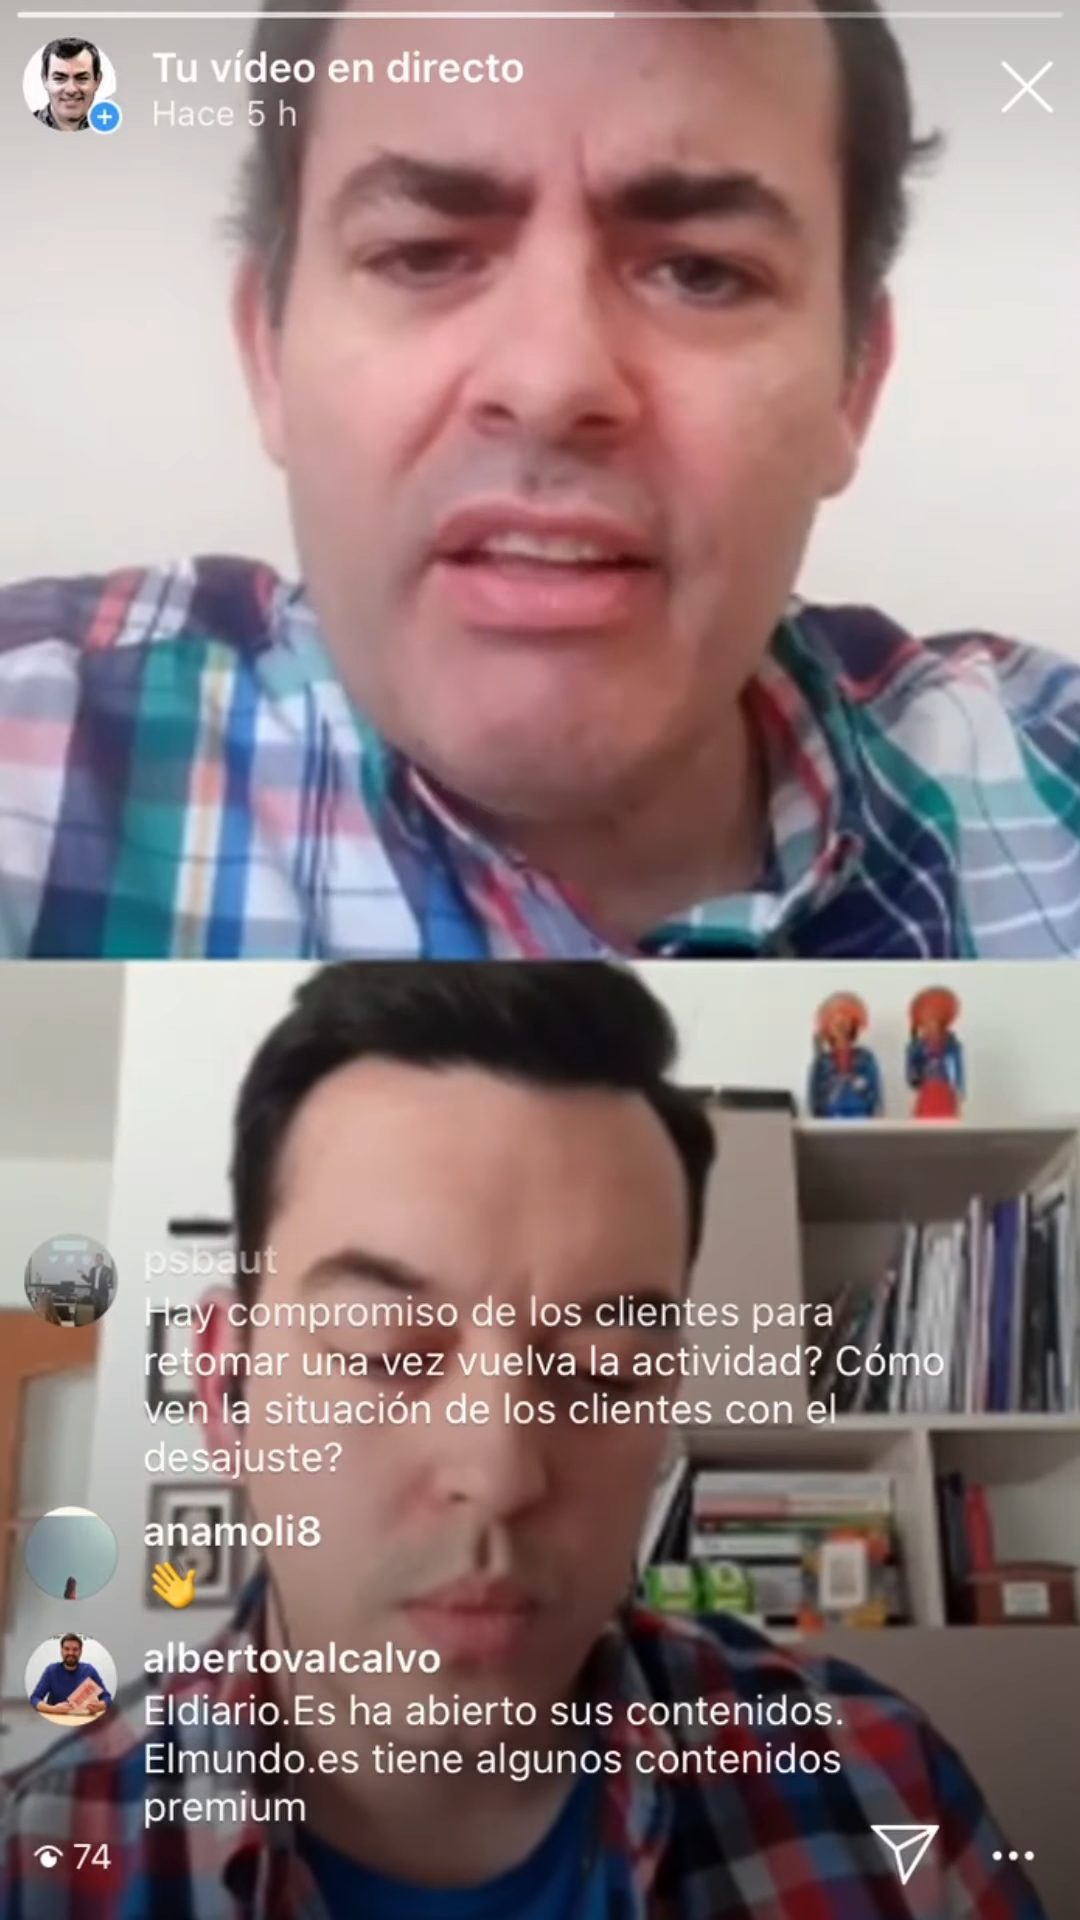 Tu vídeo en directo
Hace 5 h
psbaut
Hay compromiso de los clientes para
retomar una vez vuelva la actividad? Cómo
ven la situación de los clientes con el
desajuste?
anamoli8
👋
albertovalcalvo
Eldiario.Es ha abierto sus contenidos.
Elmundo.es tiene algunos contenidos
premium
74